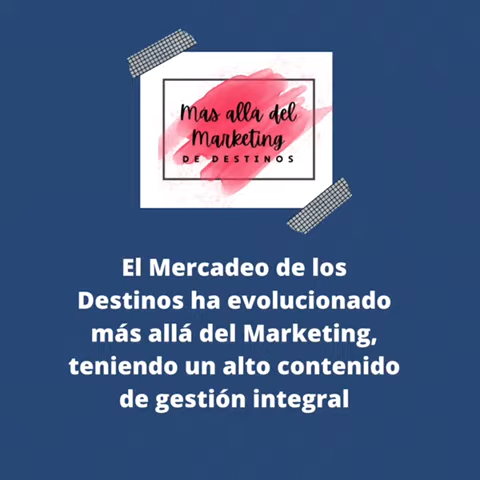 Más allá del
Marketing
DE DESTINOS
El Mercadeo de los
Destinos ha evolucionado
más allá del Marketing,
teniendo un alto contenido
de gestión integral